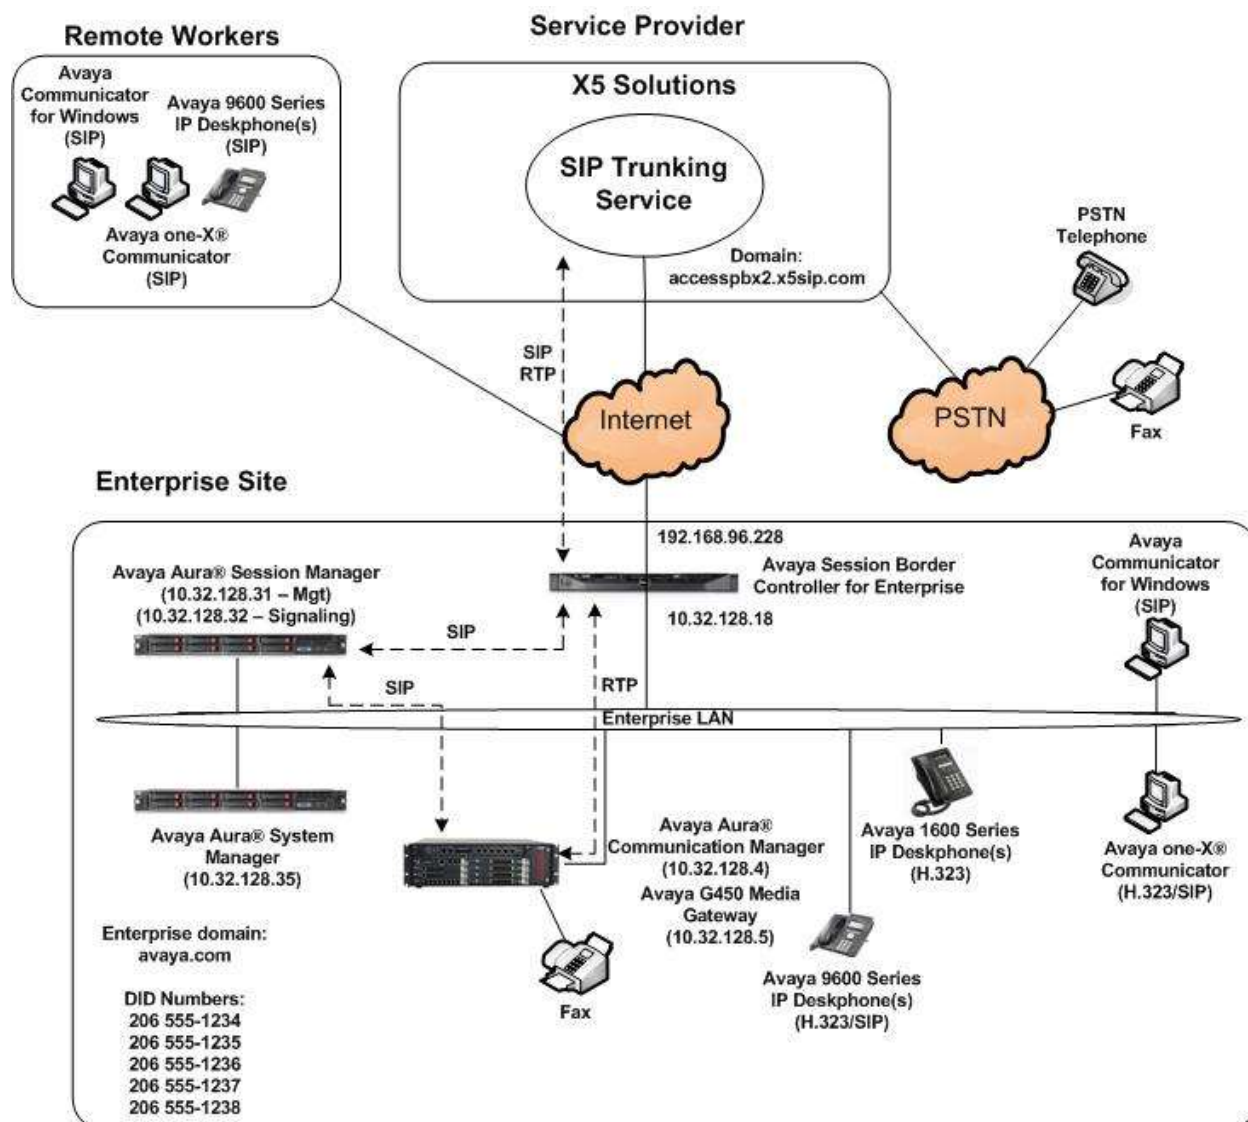 Remote Workers
Avaya
Communicator
for Windows
(SIP)
Avaya 9600 Series
IP Deskphone(s)
(SIP)
Avaya one-X®
Communicator
(SIP)
Service Provider
X5 Solutions
SIP Trunking
Service
Domain:
accesspbx2.x5sip.com
PSTN
Telephone
SIP
RTP
Internet
PSTN
Fax
Enterprise Site
192.168.96.228
Avaya Session Border
Controller for Enterprise
10.32.128.18
Avaya Aura® Session Manager
(10.32.128.31 – Mgt)
(10.32.128.32 – Signaling)
SIP
SIP
RTP
Avaya
Communicator
for Windows
(SIP)
Enterprise LAN
Avaya Aura® System
Manager
(10.32.128.35)
Avaya Aura®
Communication Manager
(10.32.128.4)
Avaya G450 Media
Gateway
(10.32.128.5)
Avaya 1600 Series
IP Deskphone(s)
(H.323)
Avaya one-X®
Communicator
(H.323/SIP)
Avaya 9600 Series
IP Deskphone(s)
(H.323/SIP)
Fax
Enterprise domain:
avaya.com
DID Numbers:
206 555-1234
206 555-1235
206 555-1236
206 555-1237
206 555-1238